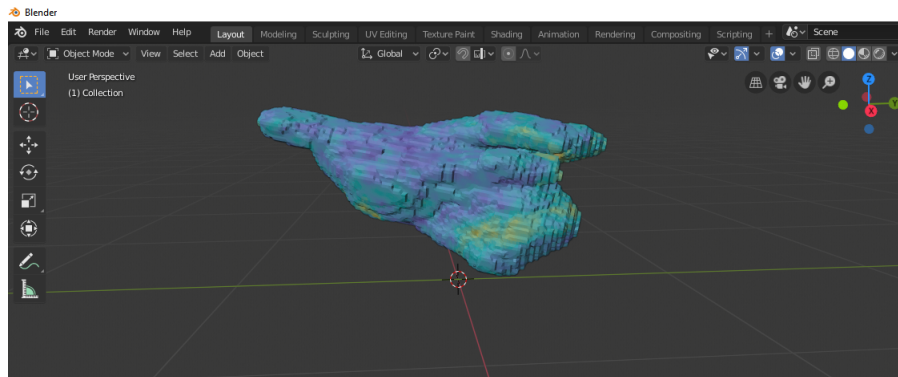 Blender
File Edit Render Window Help Layout Modeling Sculpting UV Editing Texture Paint Shading Animation Rendering Compositing Scripting + Scene
Object Mode View Select Add Object Global
User Perspective
(1) Collection
Z
Y
X